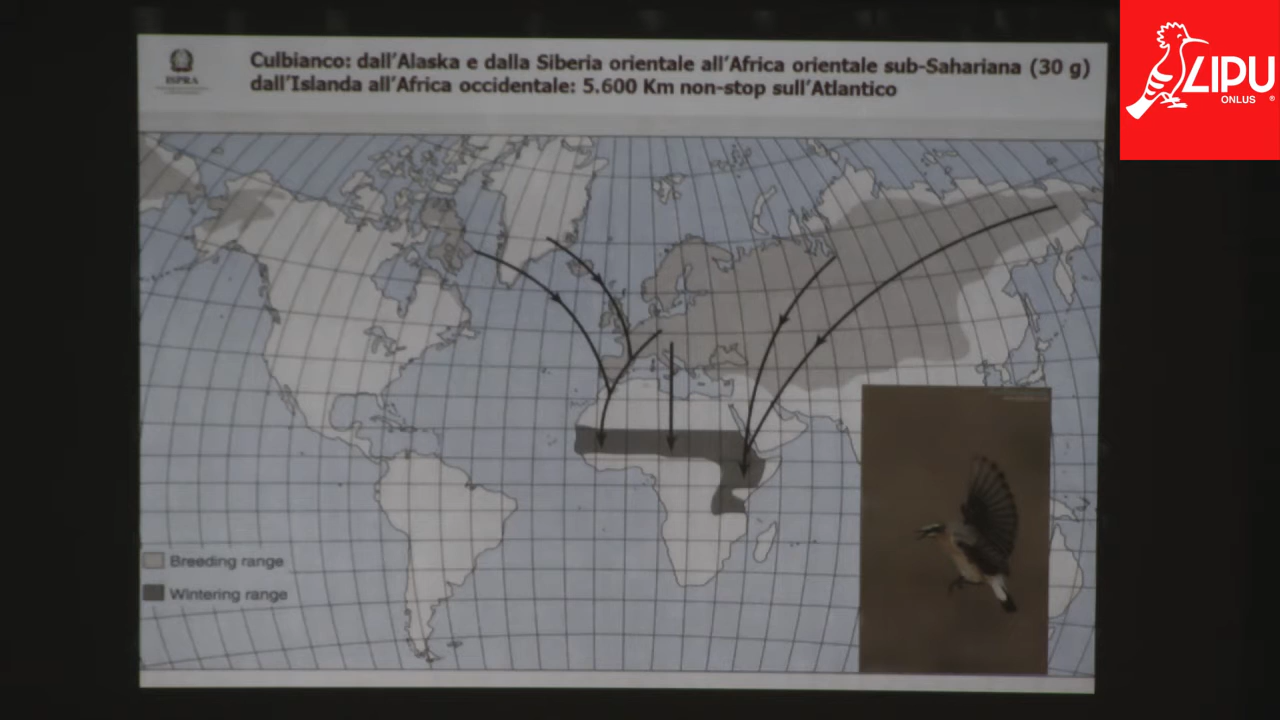 Culbianco: dall'Alaska e dalla Siberia orientale all'Africa orientale sub-Sahariana (30 g)
dall'Islanda all'Africa occidentale: 5.600 Km non-stop sull'Atlantico
ISPRA
LIPU
ONLUS ®
Breeding range
Wintering range